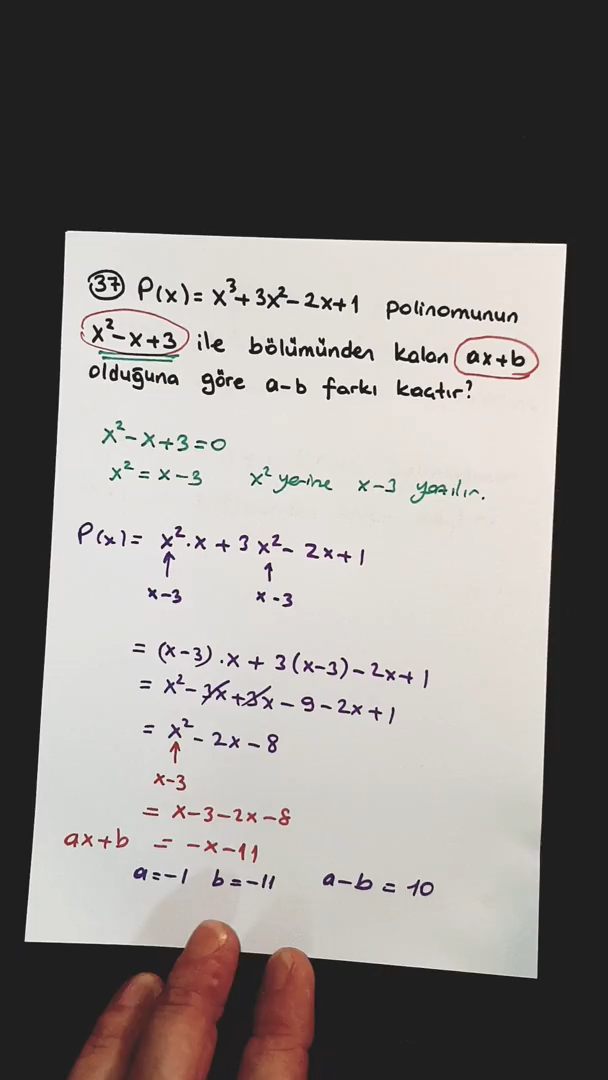 37 P(x) = x³+3x²-2x+1 polinomunun
x²-x+3 ile bölümünden kalan ax+b
olduğuna göre a-b farkı kaçtır?
x²-x+3=0
x² = x-3 x² yerine x-3 yazılır.
P(x) = x².x + 3x²-2x+1
↑ ↑
x-3 x-3
= (x-3).x + 3(x-3)-2x+1
= x²-3x+3x-9-2x+1
= x²-2x-8
↑
x-3
= x-3-2x-8
ax+b = -x-11
a=-1 b=-11 a-b = 10